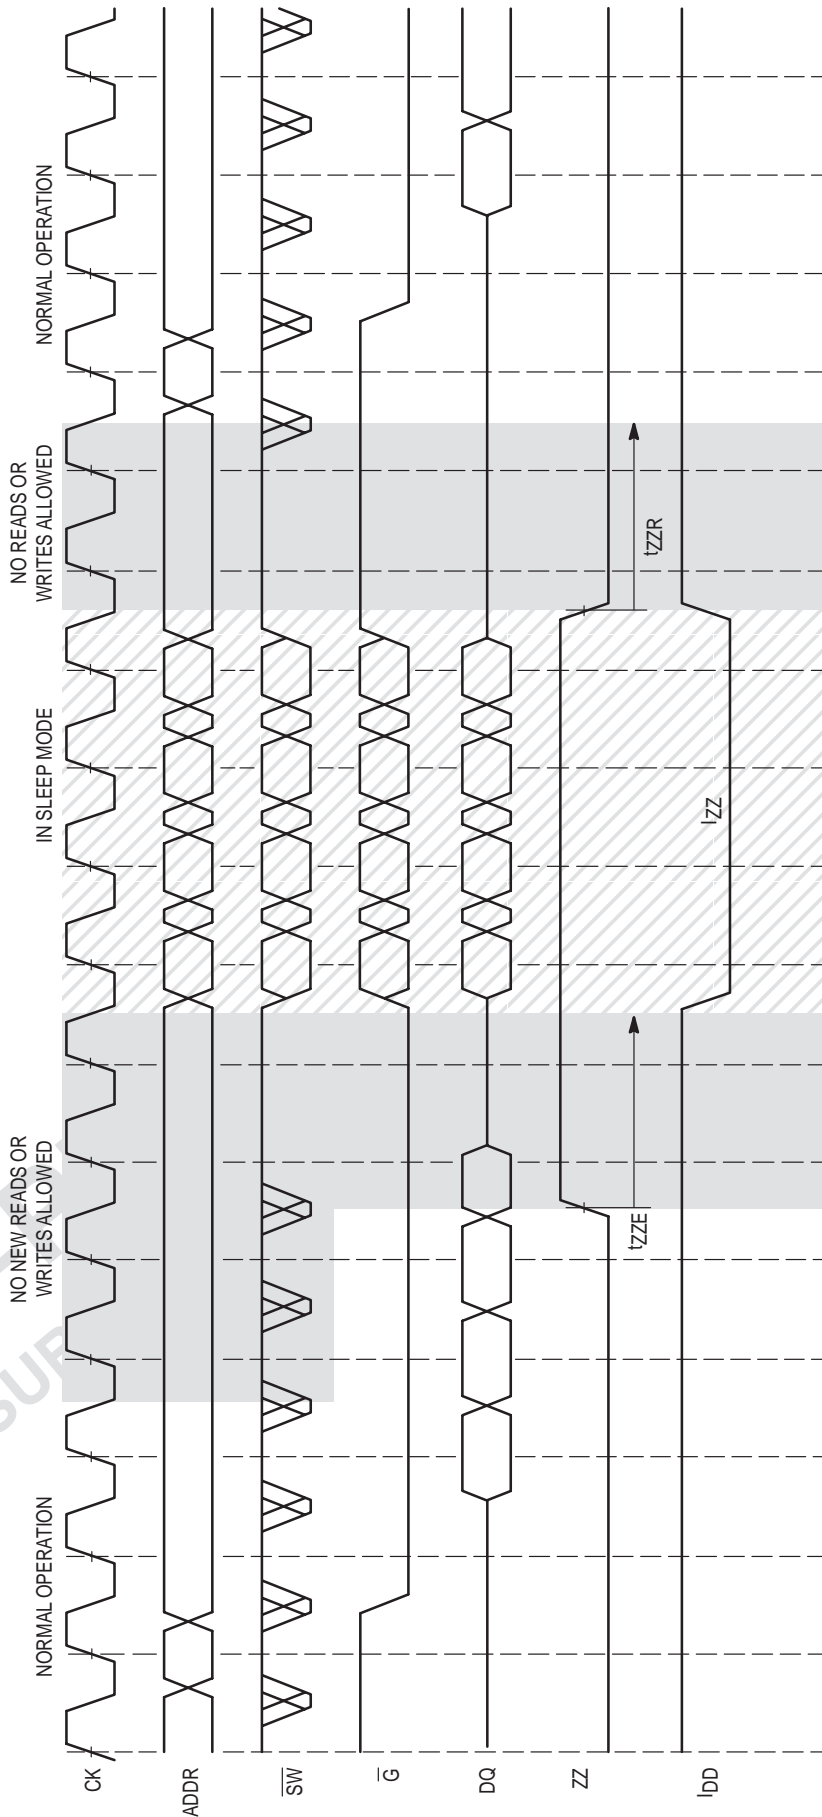 NORMAL OPERATION
NO NEW READS OR
WRITES ALLOWED
IN SLEEP MODE
NO READS OR
WRITES ALLOWED
NORMAL OPERATION
CK
ADDR
SW
G
DQ
ZZ
tZZE
tZZR
IDD
IZZ